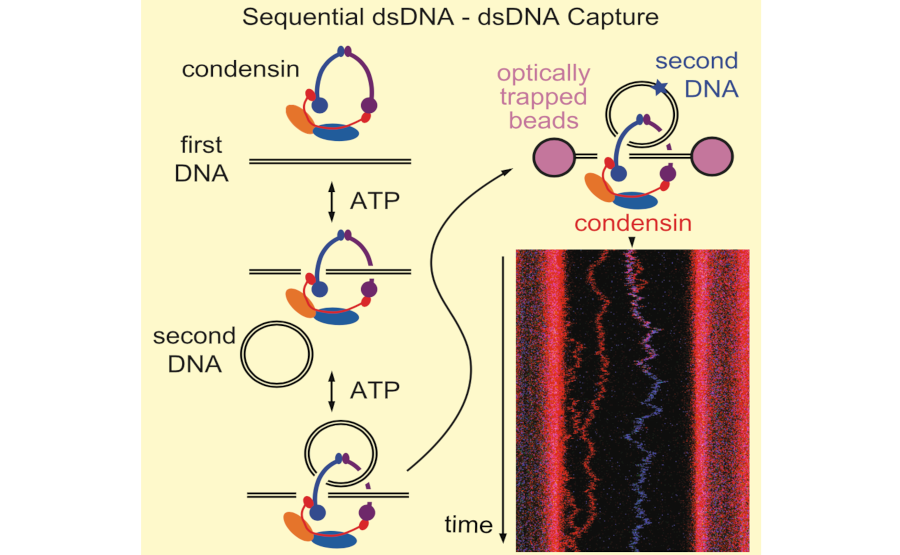 Sequential dsDNA - dsDNA Capture
condensin
first
DNA
ATP
second
DNA
ATP
optically
trapped
beads
second
DNA
condensin
time